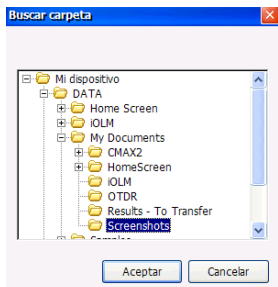 Buscar carpeta
Mi dispositivo
DATA
Home Screen
iOLM
My Documents
CMAX2
HomeScreen
iOLM
OTDR
Results - To Transfer
Screenshots
Aceptar
Cancelar